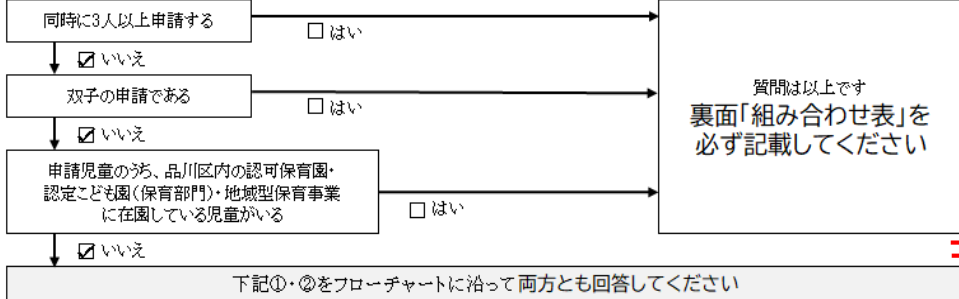 同時に3人以上申請する
□ はい
☑ いいえ
双子の申請である
□ はい
☑ いいえ
申請児童のうち、品川区内の認可保育園・
認定こども園(保育部門)・地域型保育事業
に在園している児童がいる
□ はい
☑ いいえ
質問は以上です
裏面「組み合わせ表」を
必ず記載してください
下記①・②をフローチャートに沿って両方とも回答してください